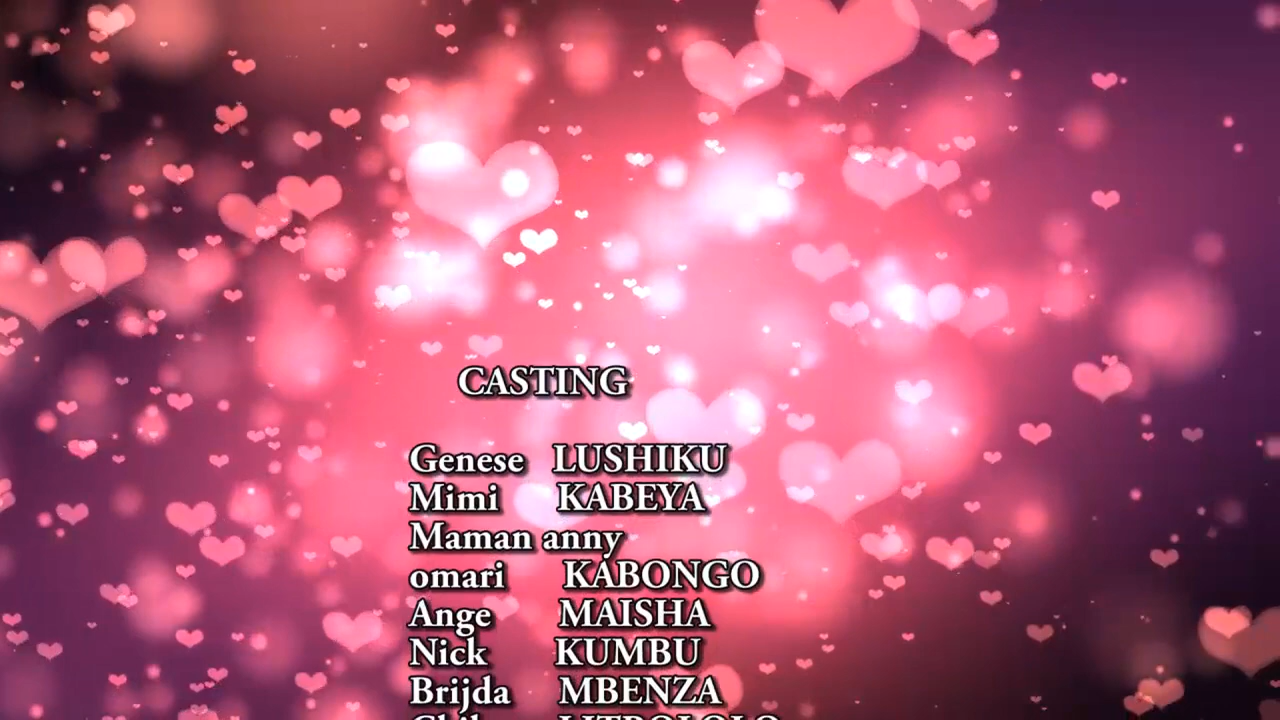 CASTING
Genese LUSHIKU
Mimi KABEYA
Maman anny
omari KABONGO
Ange MAISHA
Nick KUMBU
Brijda MBENZA